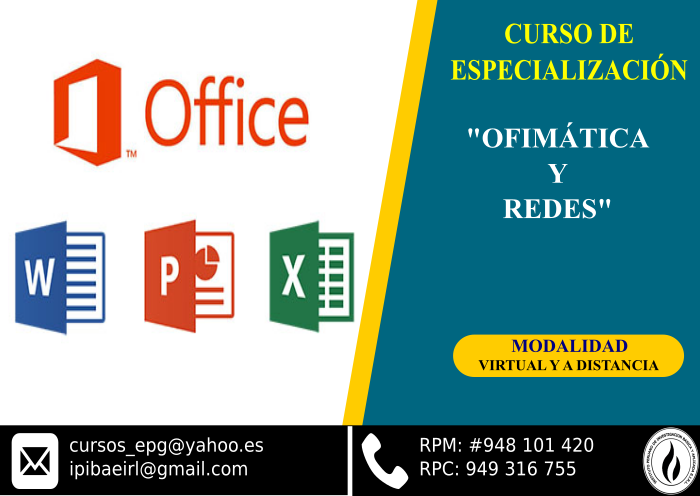 Office
TM
W
P
X
CURSO DE
ESPECIALIZACIÓN
"OFIMÁTICA
Y
REDES"
MODALIDAD
VIRTUAL Y A DISTANCIA
cursos_epg@yahoo.es
ipibaeirl@gmail.com
RPM: #948 101 420
RPC: 949 316 755